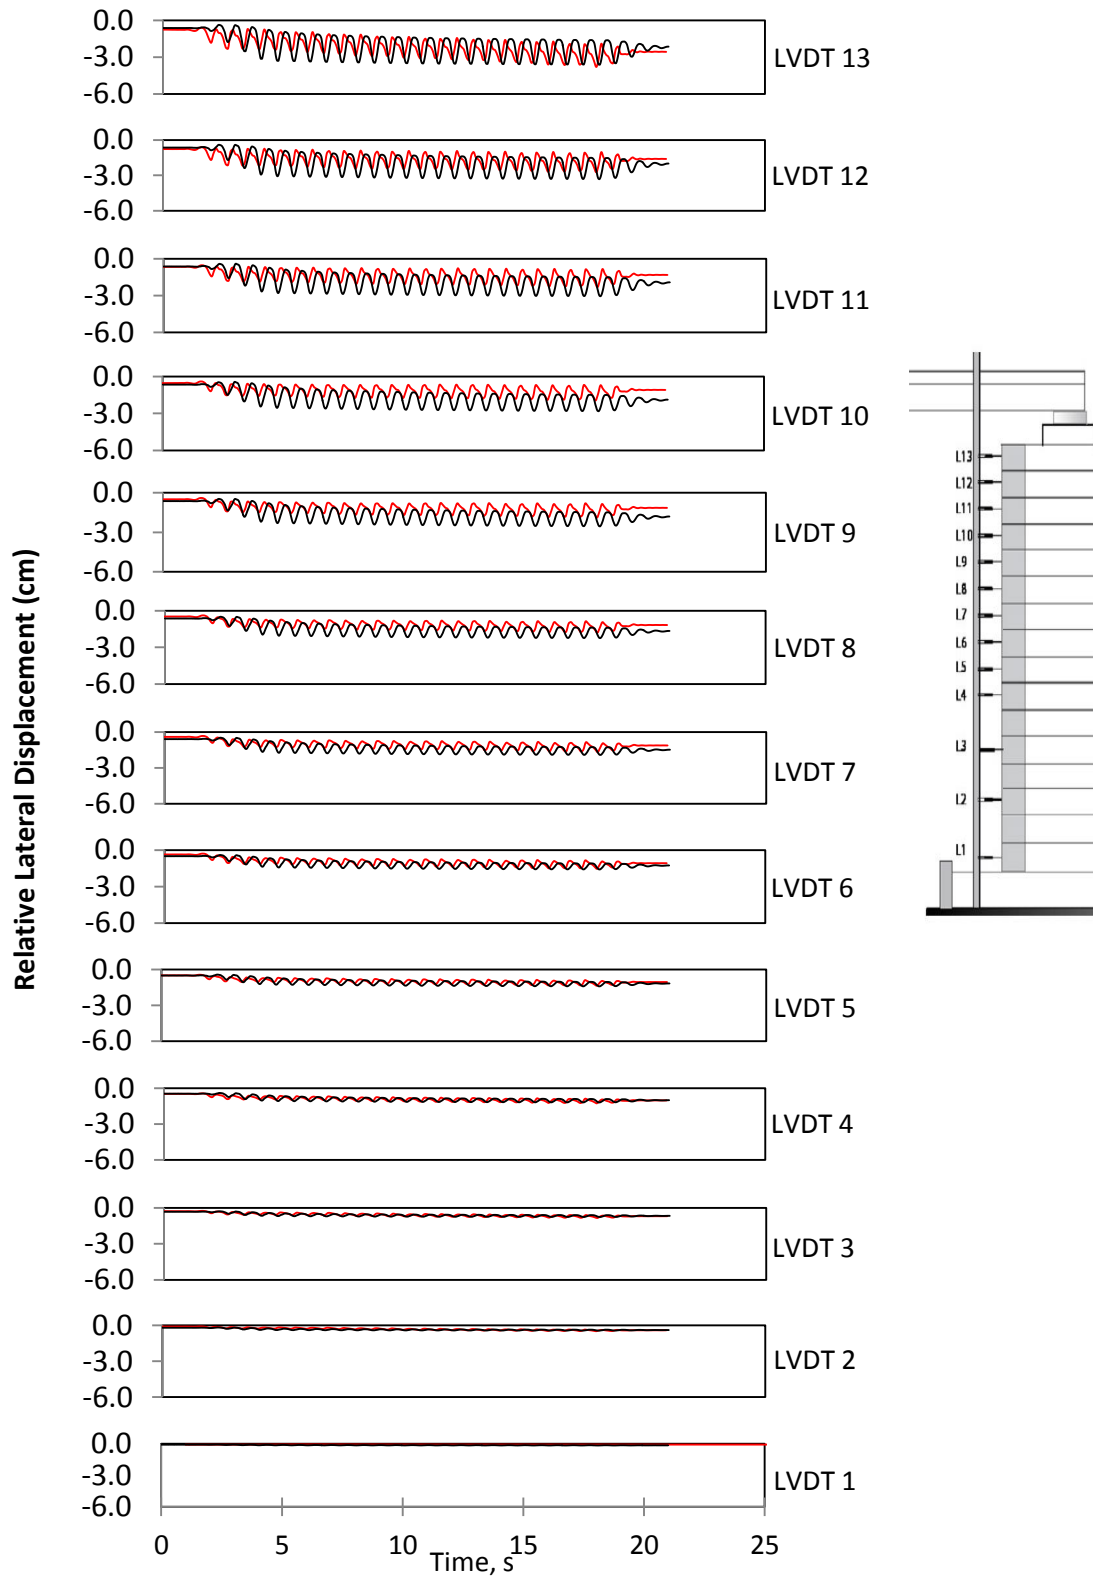 0.0
-3.0
-6.0
LVDT 13
0.0
-3.0
-6.0
LVDT 12
0.0
-3.0
-6.0
LVDT 11
0.0
-3.0
-6.0
LVDT 10
0.0
-3.0
-6.0
LVDT 9
0.0
-3.0
-6.0
LVDT 8
0.0
-3.0
-6.0
LVDT 7
0.0
-3.0
-6.0
LVDT 6
0.0
-3.0
-6.0
LVDT 5
0.0
-3.0
-6.0
LVDT 4
0.0
-3.0
-6.0
LVDT 3
0.0
-3.0
-6.0
LVDT 2
0.0
-3.0
-6.0
LVDT 1
0 5 10 15 20 25
Time, s
Relative Lateral Displacement (cm)
L13
L12
L11
L10
L9
L8
L7
L6
L5
L4
L3
L2
L1